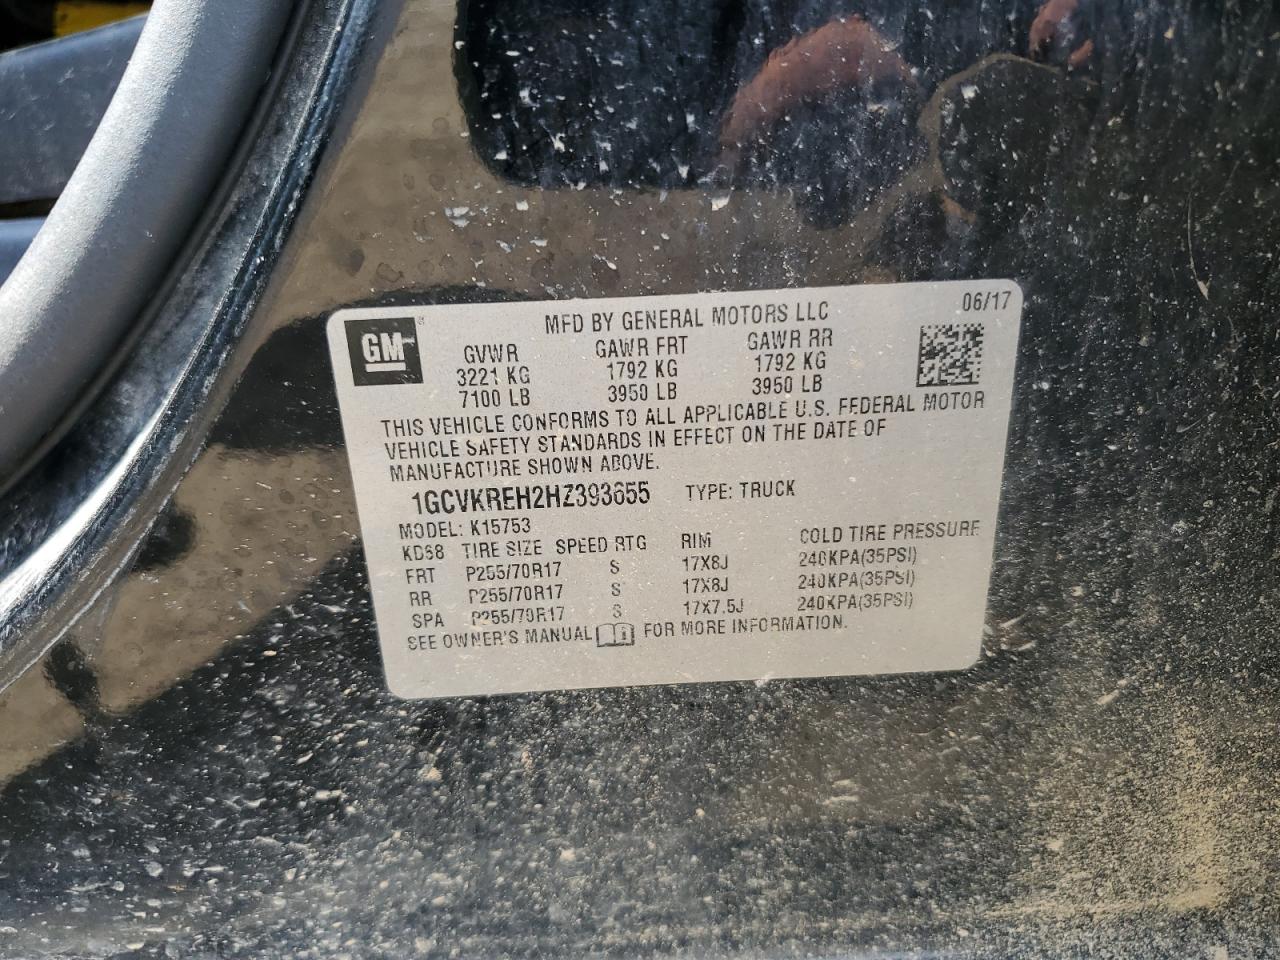 MFD BY GENERAL MOTORS LLC
06/17
GM
GVWR GAWR FRT GAWR RR
3221 KG 1792 KG 1792 KG
7100 LB 3950 LB 3950 LB
THIS VEHICLE CONFORMS TO ALL APPLICABLE U.S. FEDERAL MOTOR
VEHICLE SAFETY STANDARDS IN EFFECT ON THE DATE OF
MANUFACTURE SHOWN ABOVE.
1GCVKREH2HZ393655 TYPE: TRUCK
MODEL: K15753
KD68 TIRE SIZE SPEED RTG RIM COLD TIRE PRESSURE
FRT P255/70R17 S 17X8J 240KPA(35PSI)
RR P255/70R17 S 17X8J 240KPA(35PSI)
SPA P255/70R17 S 17X7.5J 240KPA(35PSI)
SEE OWNER'S MANUAL FOR MORE INFORMATION.